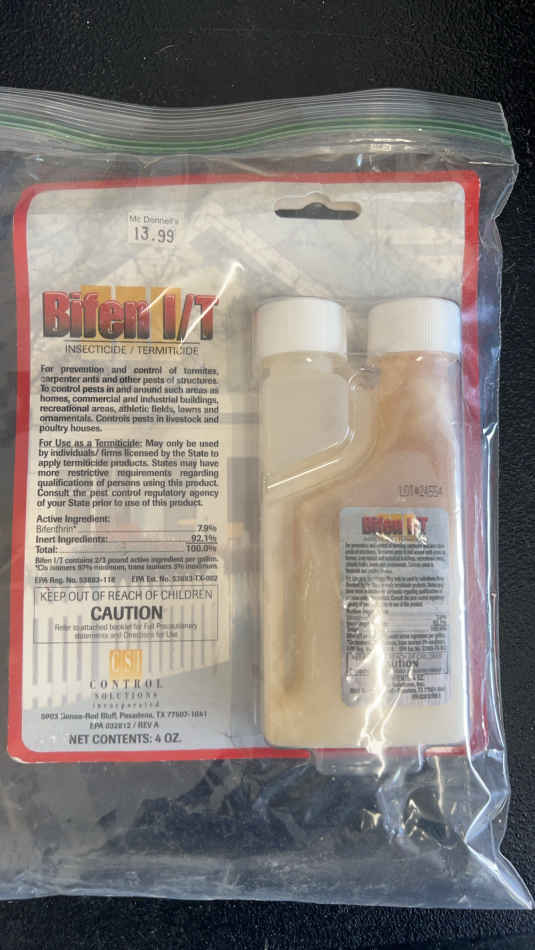 Mc Donnell's
13.99
Bifen I/T
INSECTICIDE / TERMITICIDE
For prevention and control of termites,
carpenter ants and other pests of structures.
To control pests in and around such areas as
homes, commercial and industrial buildings,
recreational areas, athletic fields, lawns and
ornamentals. Controls pests in livestock and
poultry houses.
For Use as a Termiticide: May only be used
by individuals/ firms licensed by the State to
apply termiticide products. States may have
more restrictive requirements regarding
qualifications of persons using this product.
Consult the pest control regulatory agency
of your State prior to use of this product.
Active Ingredient:
Bifenthrin* 7.9%
Inert Ingredients: 92.1%
Total: 100.0%
Bifen I/T contains 2/3 pound active ingredient per gallon.
*Cis isomers 97% minimum, trans isomers 3% maximum.
EPA Reg. No. 53883-118 EPA Est. No. 53883-TX-002
KEEP OUT OF REACH OF CHILDREN
CAUTION
Refer to attached booklet for Full Precautionary
statements and Directions for Use
CSI
CONTROL
SOLUTIONS
incorporated
5903 Genoa-Red Bluff, Pasadena, TX 77507-1041
EPA 032812 / REV A
NET CONTENTS: 4 OZ.
LOT#24554
Bifen I/T
CAUTION